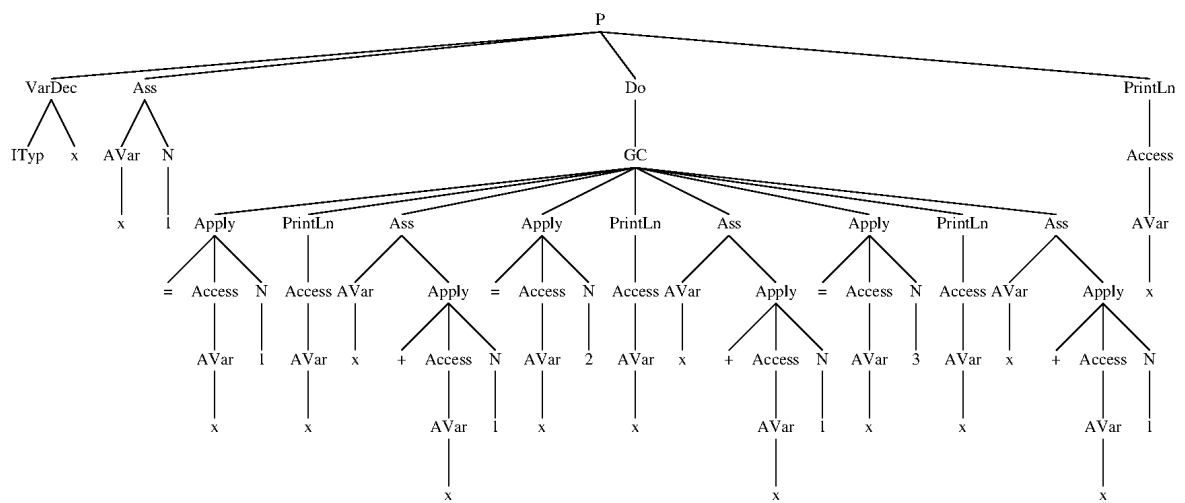 P
VarDec Ass Do PrintLn
ITyp x AVar N GC Access
x 1 Apply PrintLn Ass Apply PrintLn Ass Apply PrintLn Ass AVar
= Access N Access AVar Apply = Access N Access AVar Apply = Access N Access AVar Apply x
AVar 1 AVar x + Access N AVar 2 AVar x + Access N AVar 3 AVar x + Access N
x x AVar 1 x x AVar 1 x x AVar 1
x x x